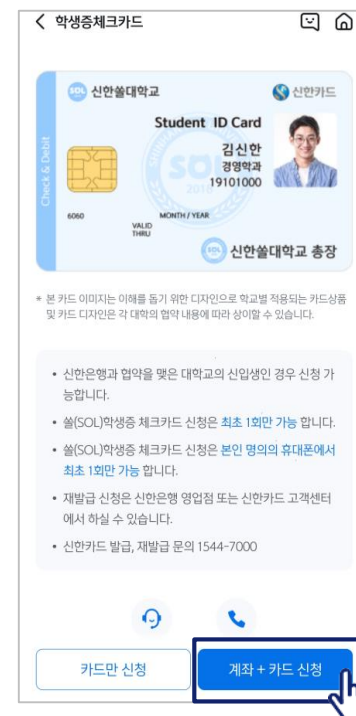 학생증체크카드
SOL 신한쏠대학교
신한카드
Student ID Card
김신한
경영학과
19101000
Check & Debit
6060
MONTH / YEAR
VALID
THRU
신한쏠대학교 총장
* 본 카드 이미지는 이해를 돕기 위한 디자인으로 학교별 적용되는 카드상품
및 카드 디자인은 각 대학의 협약 내용에 따라 상이할 수 있습니다.
• 신한은행과 협약을 맺은 대학교의 신입생인 경우 신청 가
능합니다.
• 쏠(SOL)학생증 체크카드 신청은 최초 1회만 가능 합니다.
• 쏠(SOL)학생증 체크카드 신청은 본인 명의의 휴대폰에서
최초 1회만 가능 합니다.
• 재발급 신청은 신한은행 영업점 또는 신한카드 고객센터
에서 하실 수 있습니다.
• 신한카드 발급, 재발급 문의 1544-7000
카드만 신청
계좌 + 카드 신청